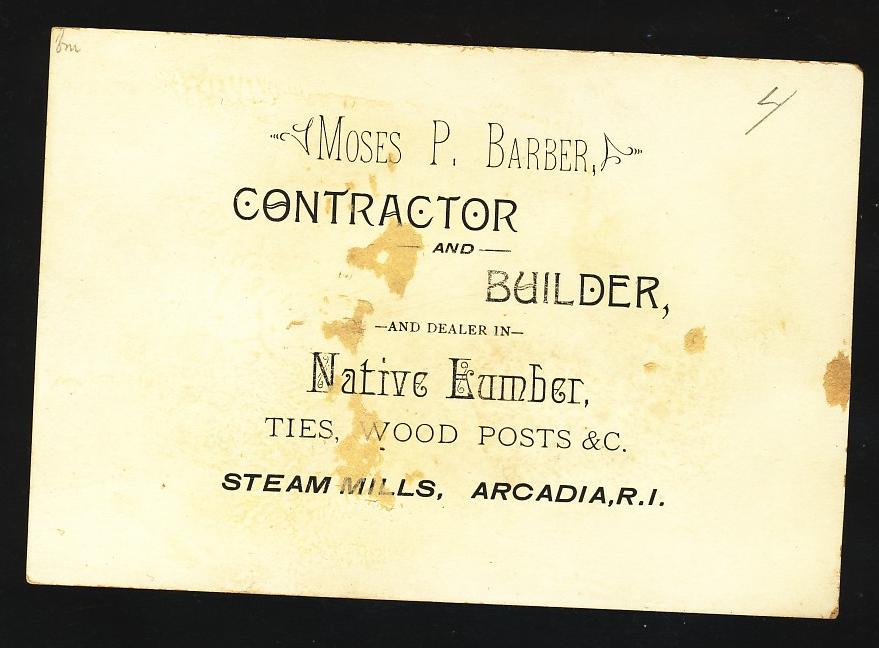 4
MOSES P. BARBER,
CONTRACTOR
AND
BUILDER,
—AND DEALER IN—
Native Lumber,
TIES, WOOD POSTS &C.
STEAM MILLS, ARCADIA, R.I.